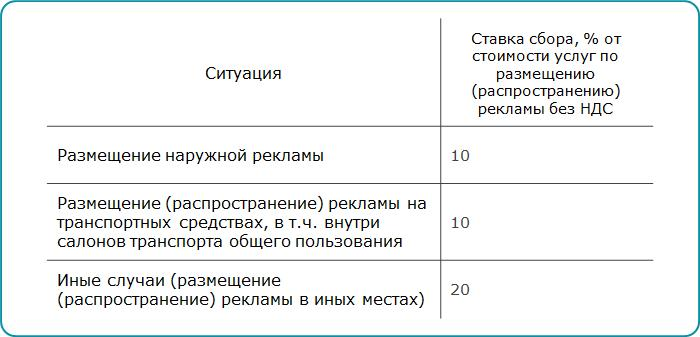 Ситуация
Ставка сбора, % от
стоимости услуг по
размещению
(распространению)
рекламы без НДС
Размещение наружной рекламы
10
Размещение (распространение) рекламы на
транспортных средствах, в т.ч. внутри
салонов транспорта общего пользования
10
Иные случаи (размещение
(распространение) рекламы в иных местах)
20